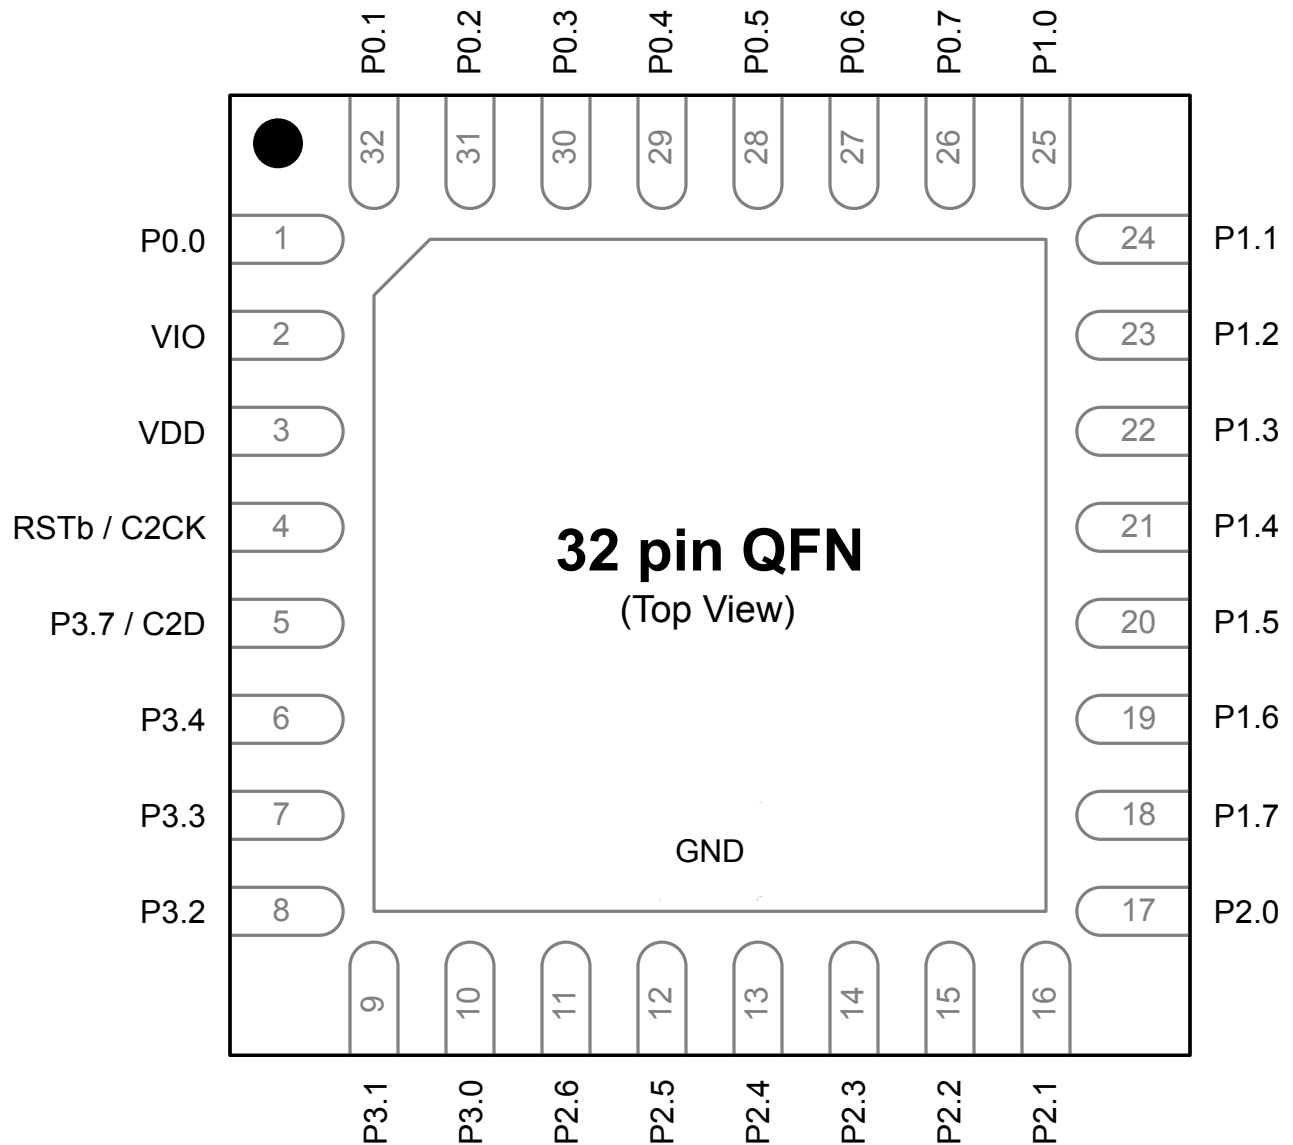 P0.1 P0.2 P0.3 P0.4 P0.5 P0.6 P0.7 P1.0
32 31 30 29 28 27 26 25
P0.0 1 24 P1.1
VIO 2 23 P1.2
VDD 3 22 P1.3
RSTb / C2CK 4 21 P1.4
32 pin QFN
(Top View)
P3.7 / C2D 5 20 P1.5
P3.4 6 19 P1.6
P3.3 7 18 P1.7
GND
P3.2 8 17 P2.0
9 10 11 12 13 14 15 16
P3.1 P3.0 P2.6 P2.5 P2.4 P2.3 P2.2 P2.1